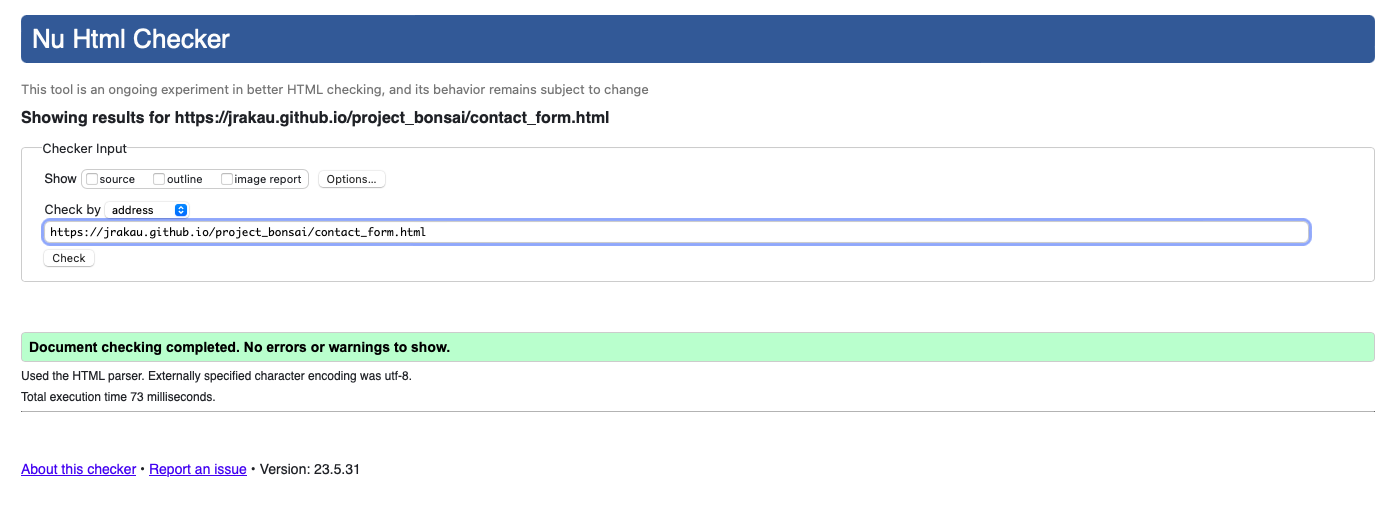 Nu Html Checker
This tool is an ongoing experiment in better HTML checking, and its behavior remains subject to change
Showing results for https://jrakau.github.io/project_bonsai/contact_form.html
Checker Input
Show source outline image report Options...
Check by address
https://jrakau.github.io/project_bonsai/contact_form.html
Check
Document checking completed. No errors or warnings to show.
Used the HTML parser. Externally specified character encoding was utf-8.
Total execution time 73 milliseconds.
About this checker • Report an issue • Version: 23.5.31